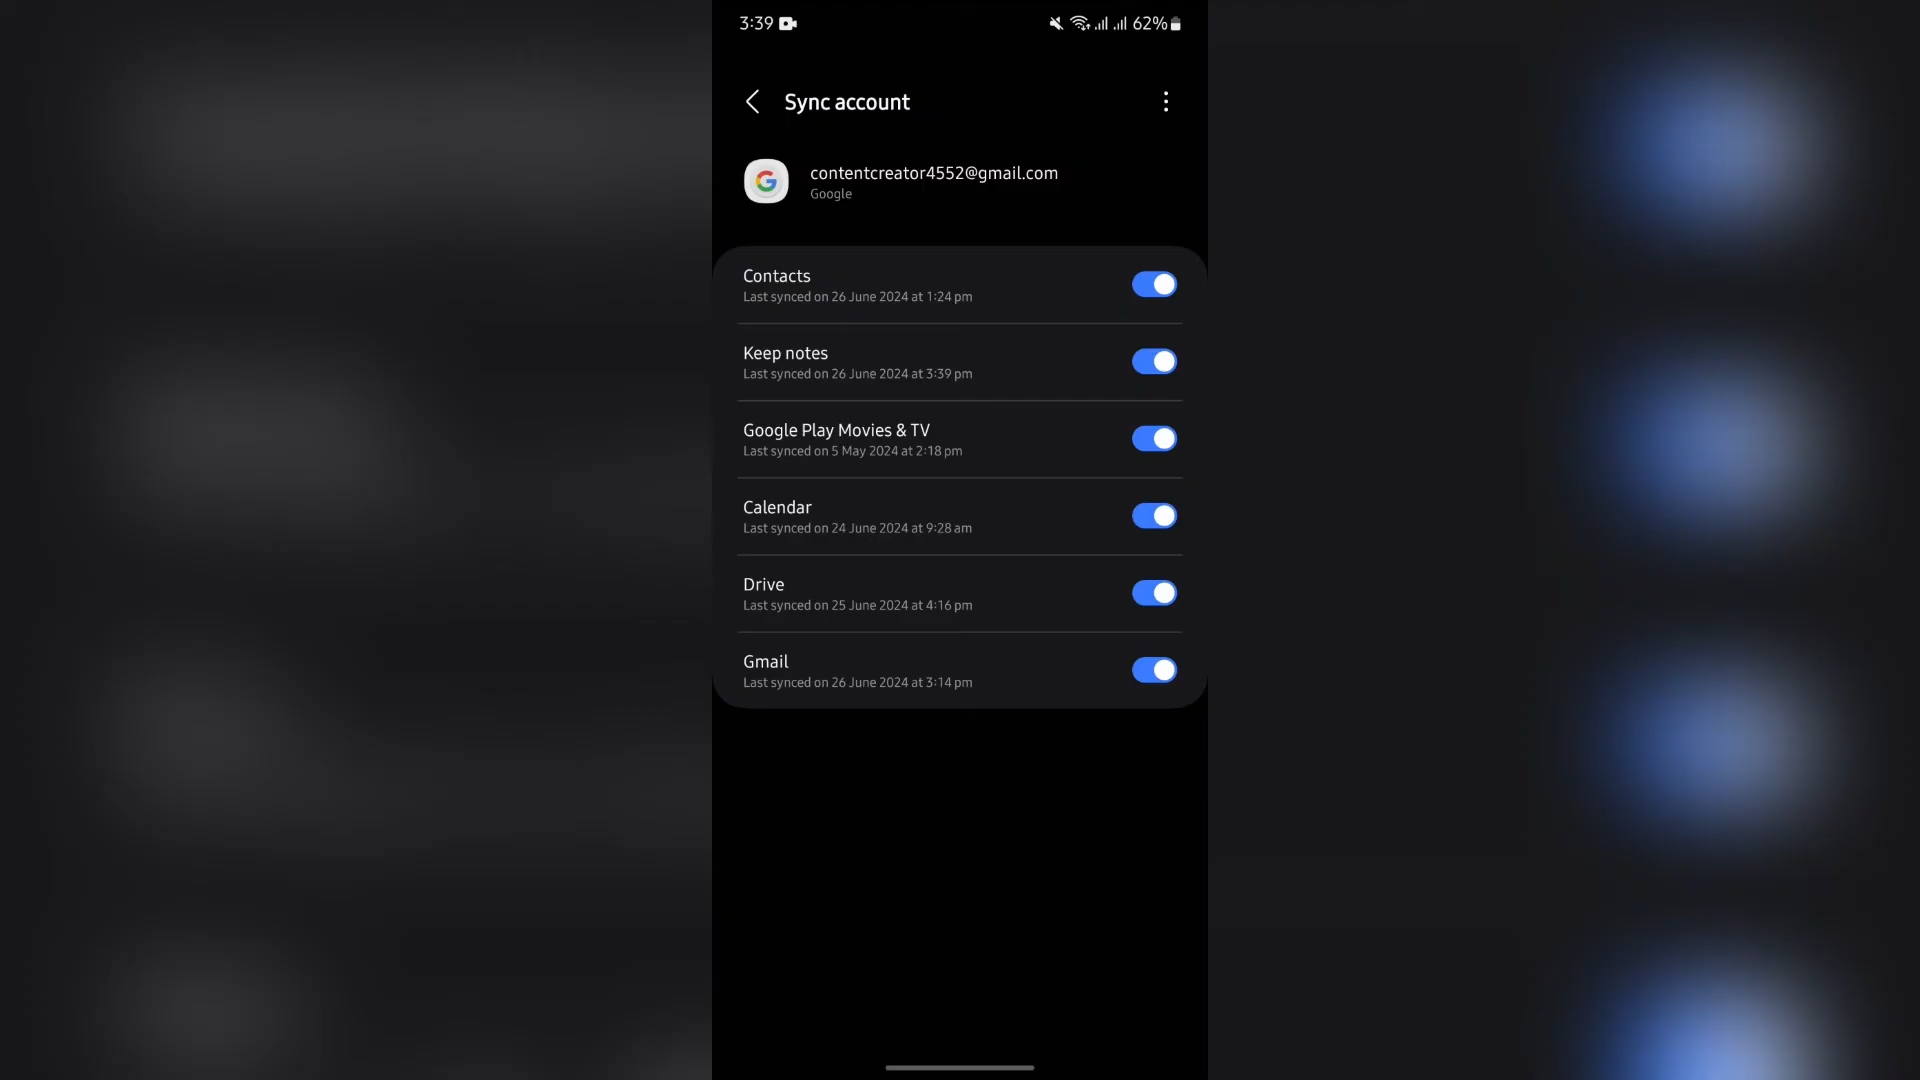 3:39 62%
Sync account
contentcreator4552@gmail.com
Google
Contacts
Last synced on 26 June 2024 at 1:24 pm
Keep notes
Last synced on 26 June 2024 at 3:39 pm
Google Play Movies & TV
Last synced on 5 May 2024 at 2:18 pm
Calendar
Last synced on 24 June 2024 at 9:28 am
Drive
Last synced on 25 June 2024 at 4:16 pm
Gmail
Last synced on 26 June 2024 at 3:14 pm